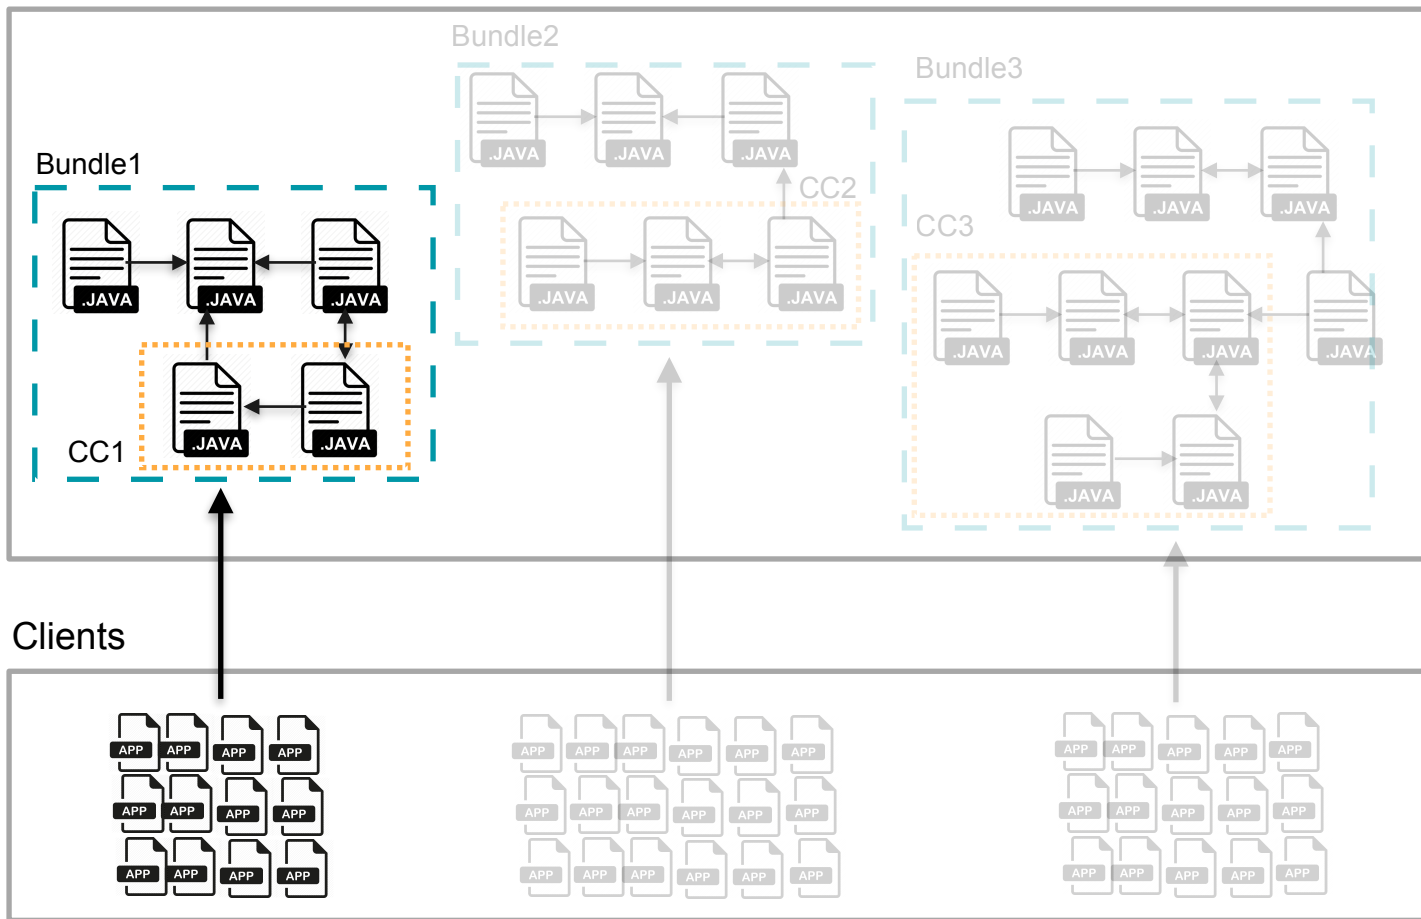 Bundle2
Bundle3
.JAVA .JAVA .JAVA
Bundle1
.JAVA .JAVA .JAVA
CC2
CC3
.JAVA .JAVA .JAVA
.JAVA .JAVA .JAVA
.JAVA .JAVA .JAVA .JAVA
CC1
.JAVA .JAVA
.JAVA .JAVA
Clients
APP APP APP APP
APP APP APP APP APP APP
APP APP APP APP APP
APP APP APP APP
APP APP APP APP APP APP
APP APP APP APP APP
APP APP APP APP
APP APP APP APP APP APP
APP APP APP APP APP